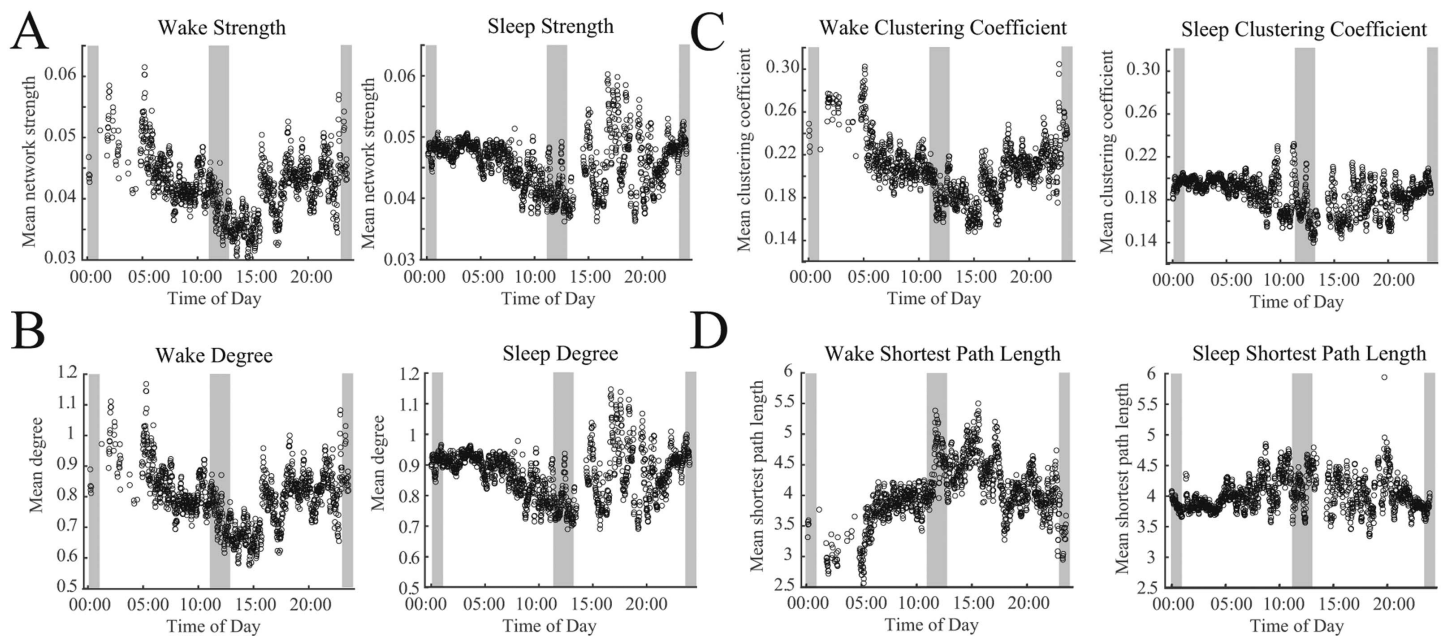 A
Wake Strength
Mean network strength
0.06
0.05
0.04
0.03
00:00 05:00 10:00 15:00 20:00
Time of Day
Sleep Strength
Mean network strength
0.06
0.05
0.04
0.03
00:00 05:00 10:00 15:00 20:00
Time of Day
C
Wake Clustering Coefficient
Mean clustering coefficient
0.30
0.26
0.22
0.18
0.14
00:00 05:00 10:00 15:00 20:00
Time of Day
Sleep Clustering Coefficient
Mean clustering coefficient
0.30
0.26
0.22
0.18
0.14
00:00 05:00 10:00 15:00 20:00
Time of Day
B
Wake Degree
Mean degree
1.2
1.1
1
0.9
0.8
0.7
0.6
0.5
00:00 05:00 10:00 15:00 20:00
Time of Day
Sleep Degree
Mean degree
1.2
1.1
1
0.9
0.8
0.7
0.6
0.5
00:00 05:00 10:00 15:00 20:00
Time of Day
D
Wake Shortest Path Length
Mean shortest path length
6
5.5
5
4.5
4
3.5
3
2.5
00:00 05:00 10:00 15:00 20:00
Time of Day
Sleep Shortest Path Length
Mean shortest path length
6
5.5
5
4.5
4
3.5
3
2.5
00:00 05:00 10:00 15:00 20:00
Time of Day